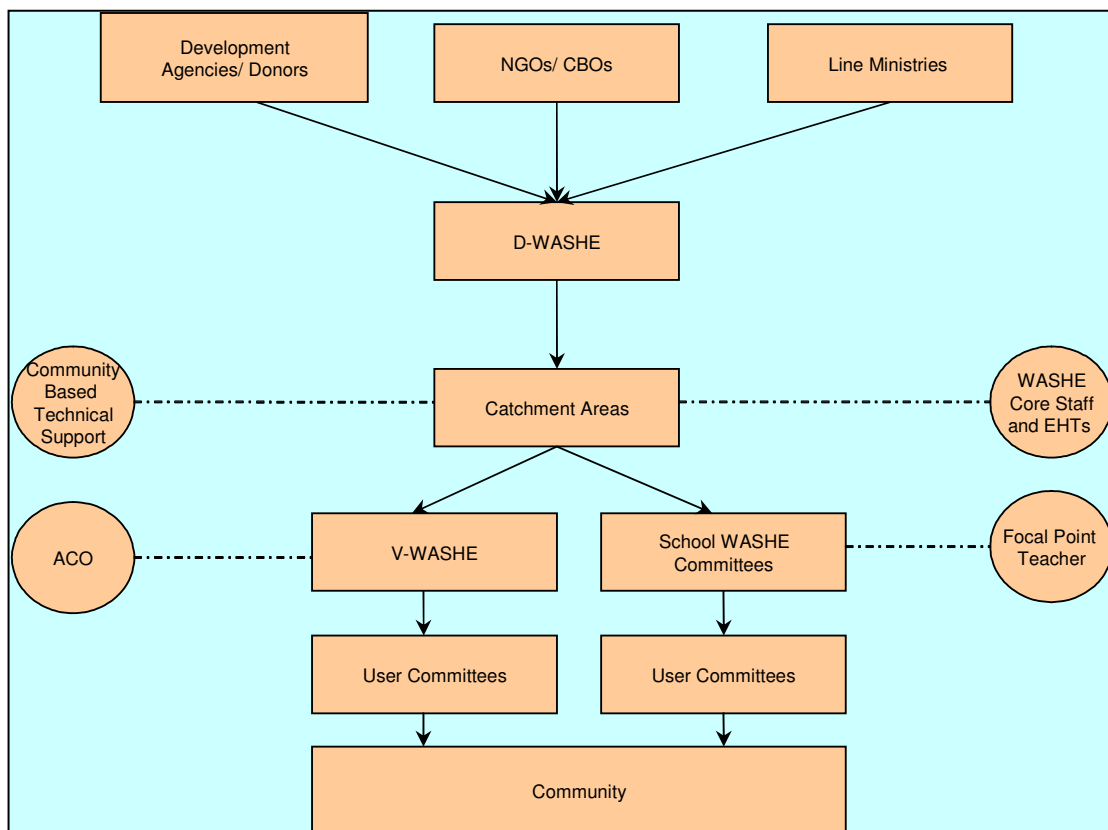 Development
Agencies/ Donors
NGOs/ CBOs
Line Ministries
D-WASHE
Community
Based
Technical
Support
Catchment Areas
WASHE
Core Staff
and EHTs
ACO
V-WASHE
School WASHE
Committees
Focal Point
Teacher
User Committees
User Committees
Community